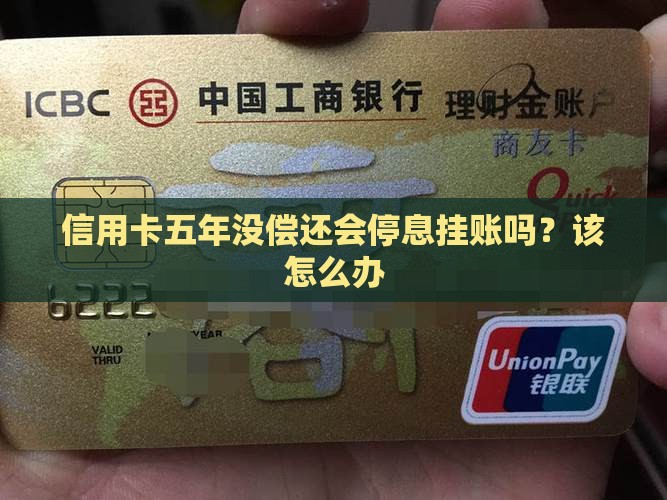 ICBC 中国工商银行 理财金账户
商友卡
Quick
信用卡五年没偿还会停息挂账吗？该
怎么办
6222
YEAR
VALID
THRU
UnionPay
银联